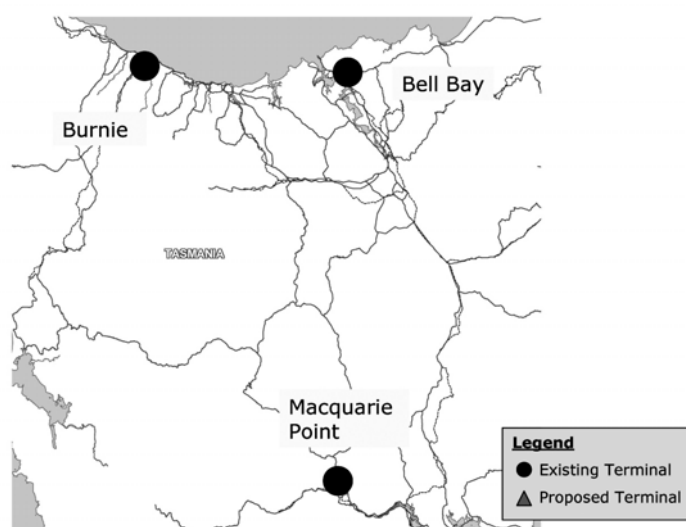 Bell Bay
Burnie
TASMANIA
Macquarie
Point
Legend
Existing Terminal
Proposed Terminal